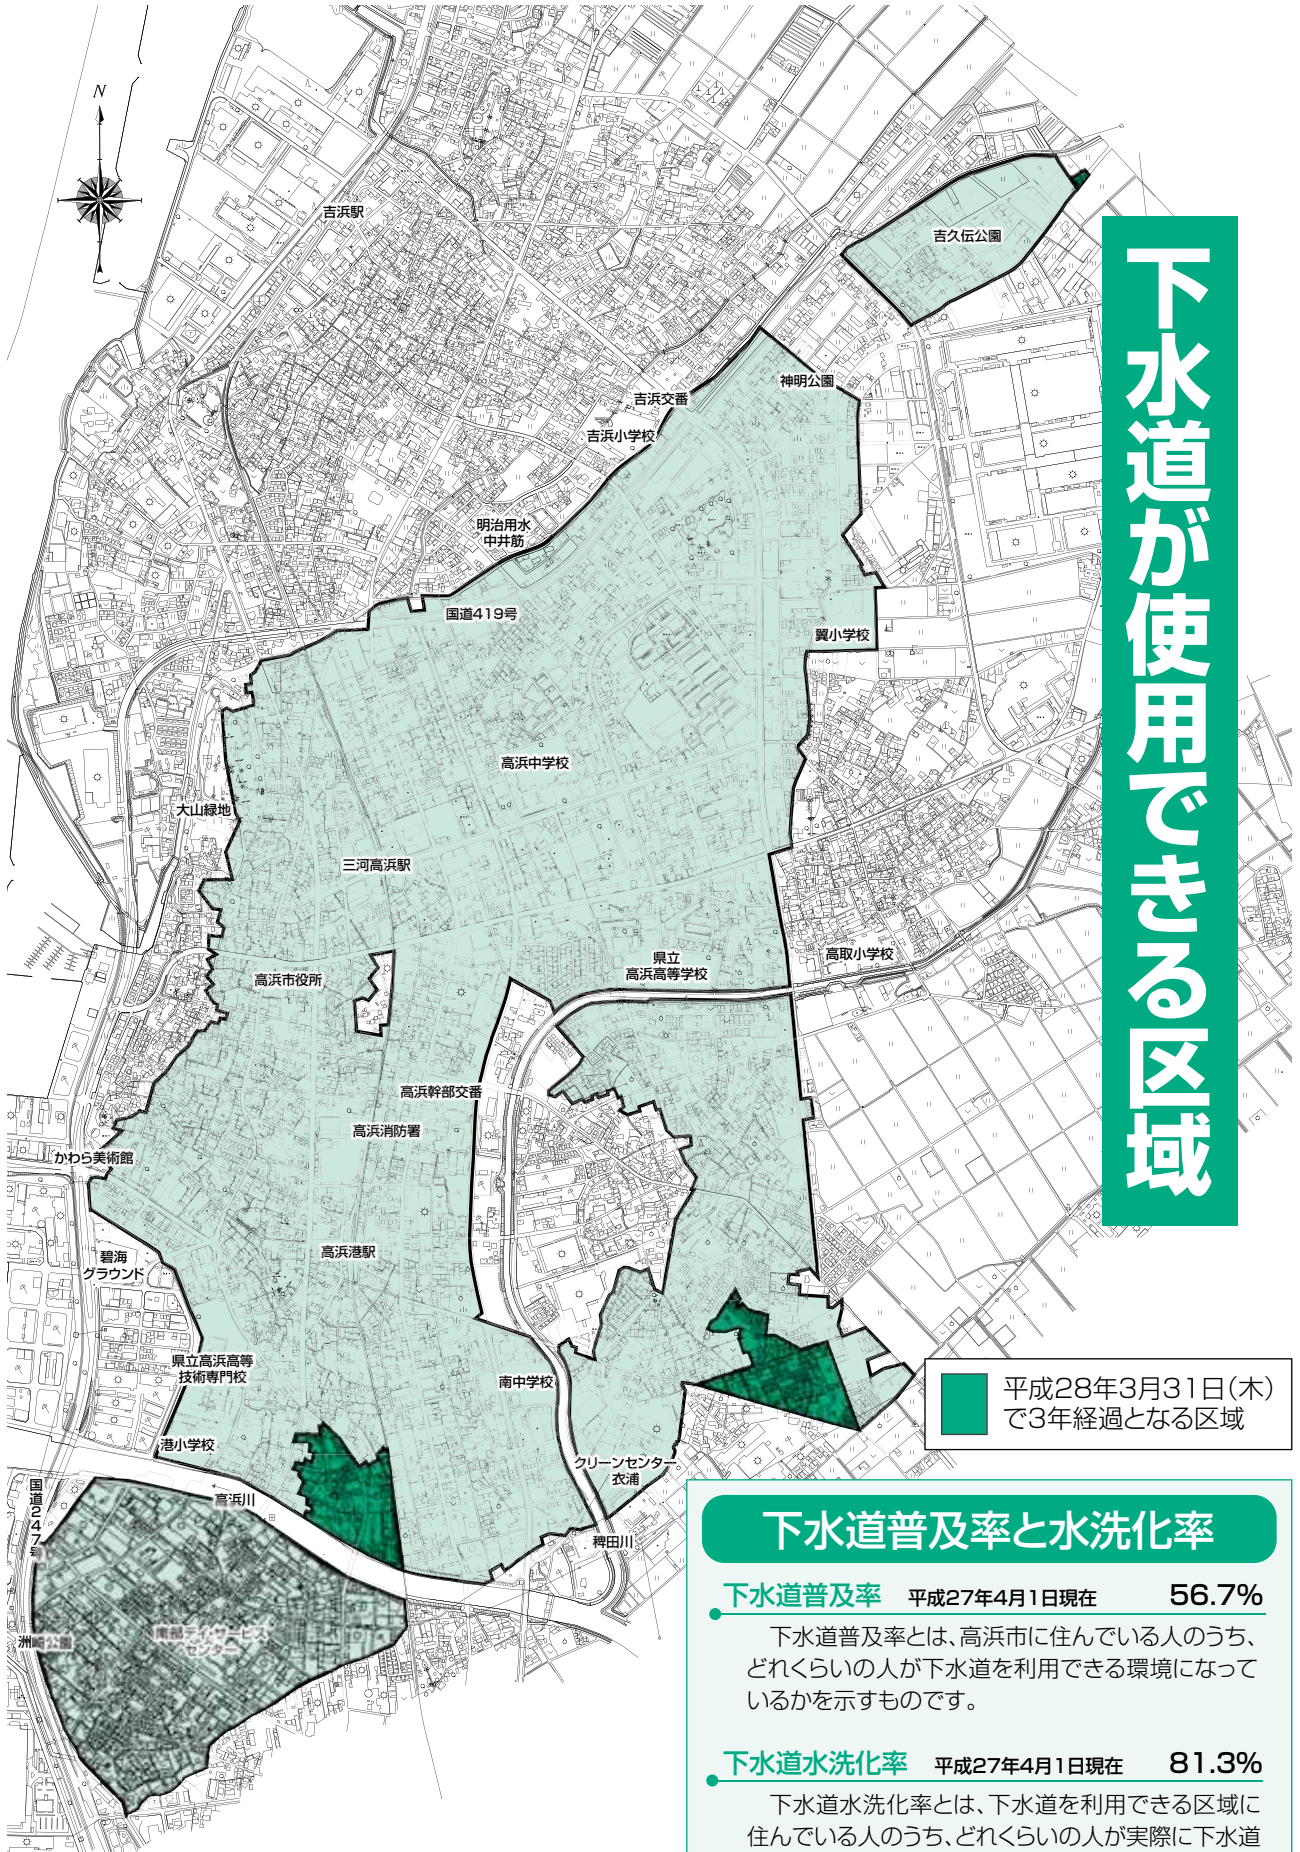 下水道が使用できる区域
N
吉浜駅
吉久伝公園
神明公園
吉浜交番
吉浜小学校
明治用水
中井筋
国道419号
翼小学校
高浜中学校
大山緑地
三河高浜駅
高取小学校
県立
高浜高等学校
高浜市役所
高浜幹部交番
高浜消防署
かわら美術館
高浜港駅
碧海
グラウンド
県立高浜高等
技術専門校
南中学校
港小学校
クリーンセンター
衣浦
高浜川
国道247号
稗田川
洲崎公園
南部デイサービス
センター
平成28年3月31日(木)
で3年経過となる区域
下水道普及率と水洗化率
下水道普及率 平成27年4月1日現在 56.7%
下水道普及率とは、高浜市に住んでいる人のうち、
どれくらいの人が下水道を利用できる環境になって
いるかを示すものです。
下水道水洗化率 平成27年4月1日現在 81.3%
下水道水洗化率とは、下水道を利用できる区域に
住んでいる人のうち、どれくらいの人が実際に下水道